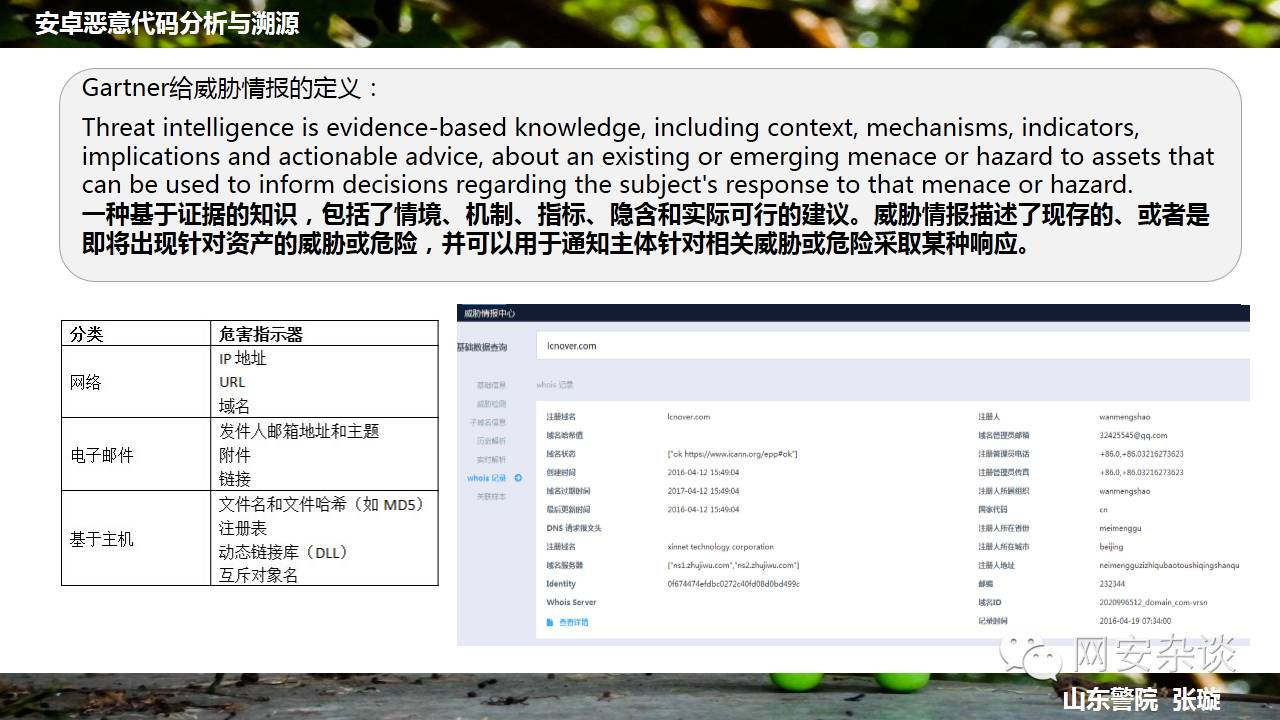 安卓恶意代码分析与溯源
Gartner给威胁情报的定义：
Threat intelligence is evidence-based knowledge, including context, mechanisms, indicators,
implications and actionable advice, about an existing or emerging menace or hazard to assets that
can be used to inform decisions regarding the subject's response to that menace or hazard.
一种基于证据的知识，包括了情境、机制、指标、隐含和实际可行的建议。威胁情报描述了现存的、或者是
即将出现针对资产的威胁或危险，并可以用于通知主体针对相关威胁或危险采取某种响应。
分类 危害指示器
网络
IP 地址
URL
域名
电子邮件
发件人邮箱地址和主题
附件
链接
基于主机
文件名和文件哈希（如 MD5）
注册表
动态链接库（DLL）
互斥对象名
威胁情报中心
基础数据查询 lcnover.com
基础信息
威胁检测
子域名信息
历史解析
实时解析
whois 记录
关联样本
whois 记录
注册域名 lcnover.com 注册人 wanmengshao
域名哈希值 域名管理员邮箱 32425545@qq.com
域名状态 ["ok https://www.icann.org/epp#ok"] 注册管理员电话 +86.0,+86.03216273623
创建时间 2016-04-12 15:49:04 注册管理员传真 +86.0,+86.03216273623
域名过期时间 2017-04-12 15:49:04 注册人所属组织 wanmengshao
最后更新时间 2016-04-12 15:49:04 国家代码 cn
DNS 请求报文头 注册人所在省份 meimenggu
注册域名 xinnet technology corporation 注册人所在城市 beijing
域名服务器 ["ns1.zhujiwu.com","ns2.zhujiwu.com"] 注册人地址 neimengguzizhiqubaotoushiqingshanqu
Identity 0f674474efdbc0272c40fd08d0bd499c 邮编 232344
Whois Server 域名ID 2020996512_domain_com-vrsn
查看详情 记录时间 2016-04-19 07:34:00
网安杂谈
山东警院 张璇